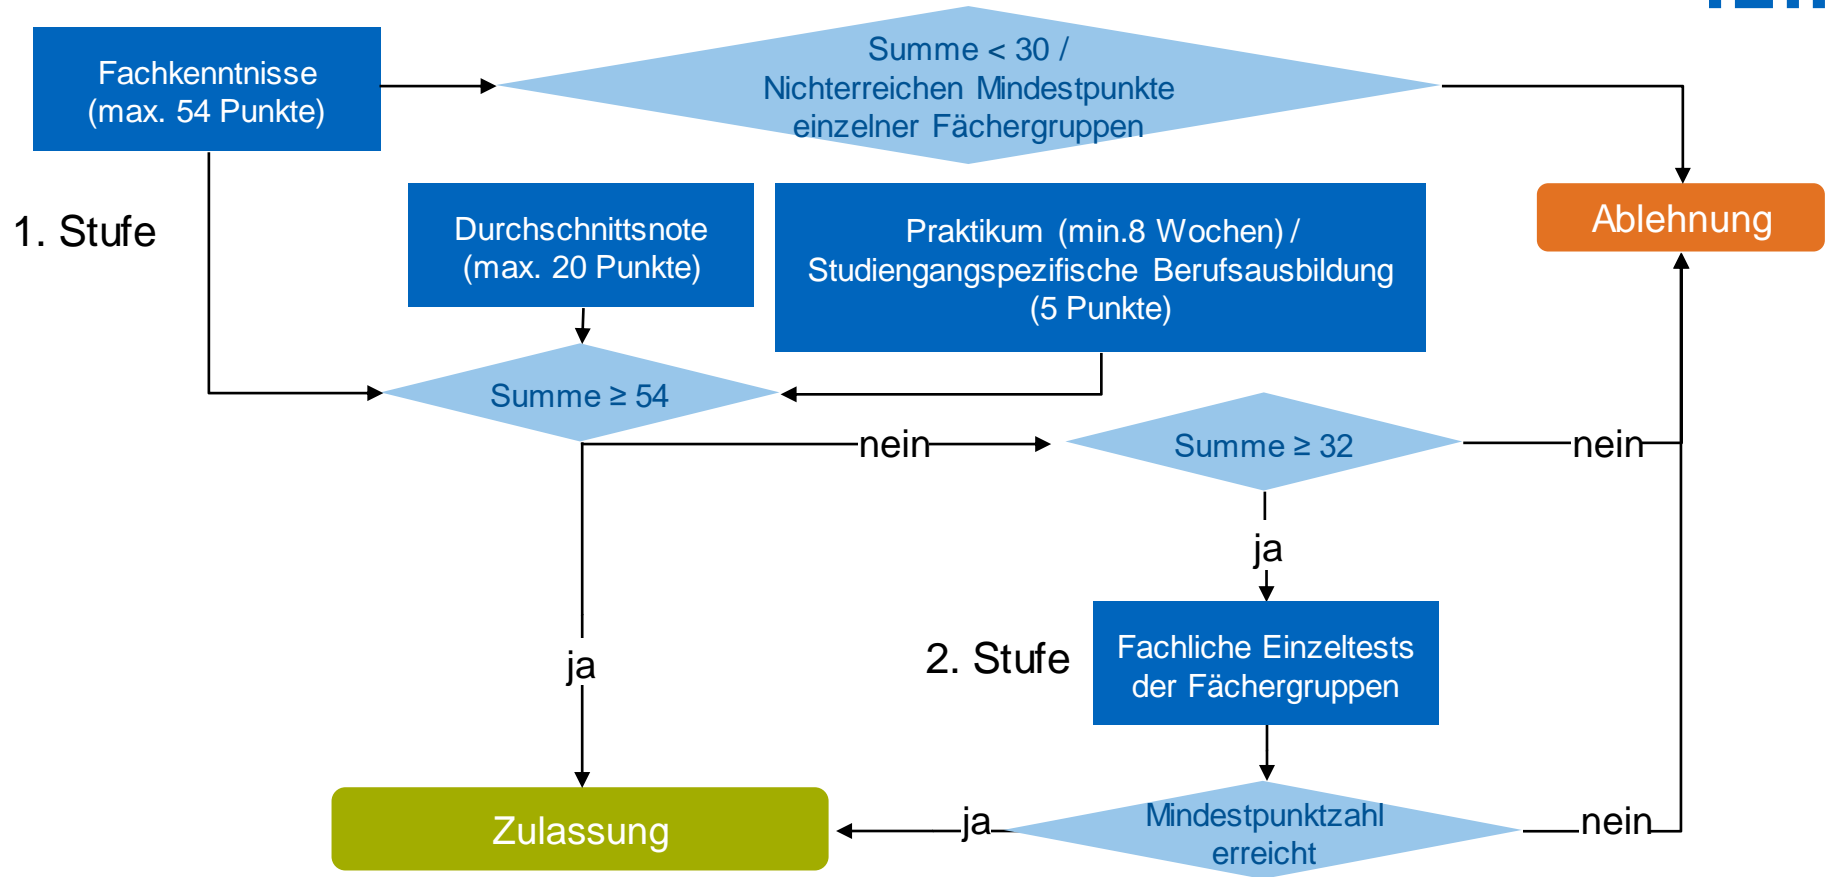 Fachkenntnisse
(max. 54 Punkte)
Summe < 30 /
Nichterreichen Mindestpunkte
einzelner Fächergruppen
1. Stufe
Durchschnittsnote
(max. 20 Punkte)
Praktikum (min.8 Wochen) /
Studiengangspezifische Berufsausbildung
(5 Punkte)
Ablehnung
Summe ≥ 54
nein
Summe ≥ 32
nein
ja
ja
2. Stufe
Fachliche Einzeltests
der Fächergruppen
Zulassung
ja
Mindestpunktzahl
erreicht
nein